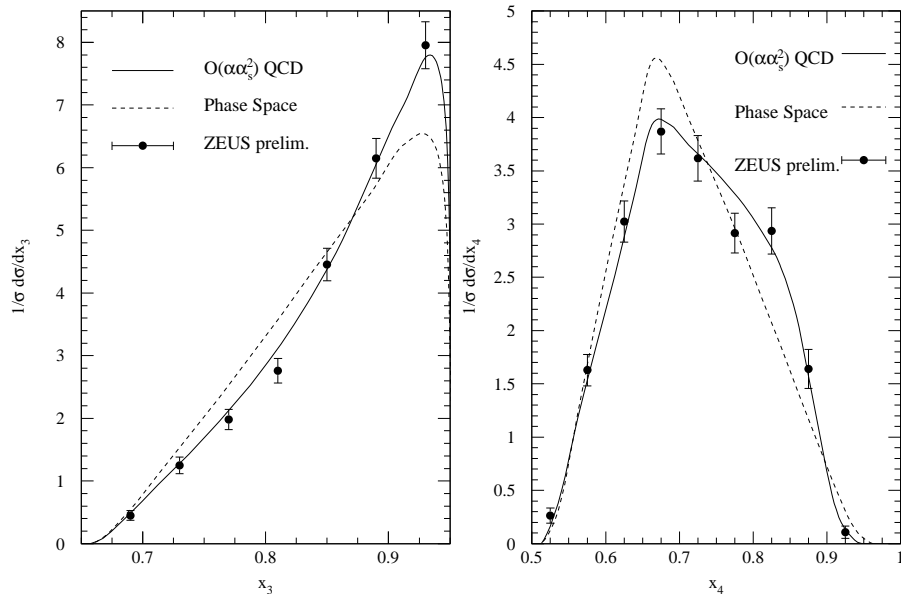 O(αα_s^2) QCD
Phase Space
ZEUS prelim.
1/σ dσ/dx_3
8
7
6
5
4
3
2
1
0
0.7
0.8
0.9
x_3
O(αα_s^2) QCD
Phase Space
ZEUS prelim.
1/σ dσ/dx_4
5
4.5
4
3.5
3
2.5
2
1.5
1
0.5
0
0.5
0.6
0.7
0.8
0.9
1
x_4